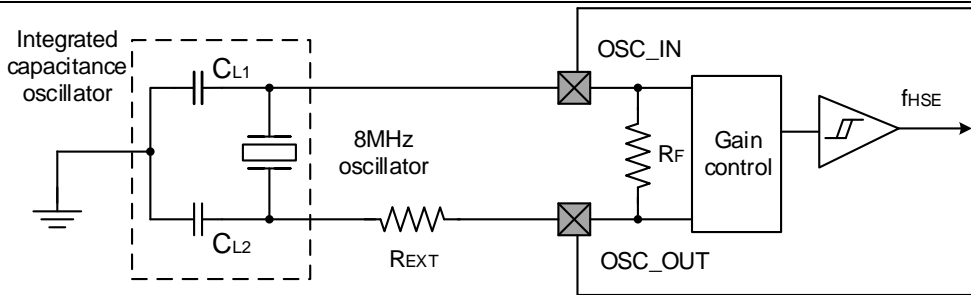 Integrated
capacitance
oscillator
CL1
OSC_IN
fHSE
8MHz
oscillator
RF
Gain
control
CL2
REXT
OSC_OUT